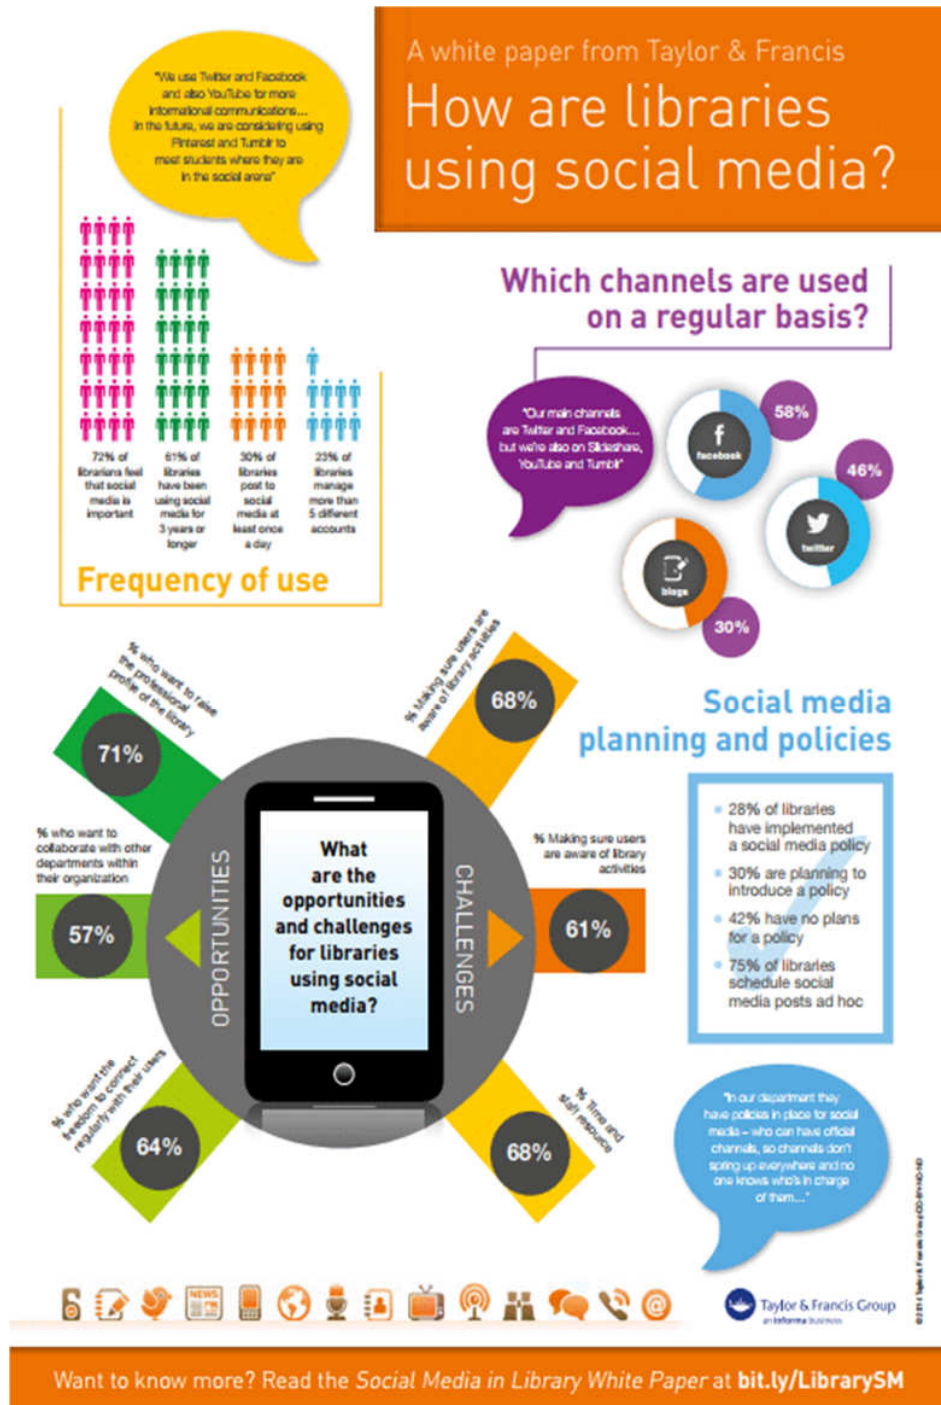 A white paper from Taylor & Francis
How are libraries
using social media?
"We use Twitter and Facebook
and also YouTube for more
informational communications...
In the future, we are considering using
Pinterest and Tumblr to
meet students where they are
in the social arena"
72% of
librarians feel
that social
media is
important
61% of
libraries
have been
using social
media for
3 years or
longer
30% of
libraries
post to
social
media at
least once
a day
23% of
libraries
manage
more than
5 different
accounts
Frequency of use
Which channels are used
on a regular basis?
"Our main channels
are Twitter and Facebook...
but we're also on Slideshare,
YouTube and Tumblr"
facebook
58%
twitter
46%
blogs
30%
% who want to raise
the professional
profile of the library
71%
% who want to
collaborate with other
departments within
their organization
57%
% who want the
freedom to connect
regularly with their users
64%
OPPORTUNITIES
What
are the
opportunities
and challenges
for libraries
using social
media?
CHALLENGES
% Making sure users are
aware of library activities
68%
% Making sure users
are aware of library
activities
61%
% Time and
staff resource
68%
Social media
planning and policies
28% of libraries
have implemented
a social media policy
30% are planning to
introduce a policy
42% have no plans
for a policy
75% of libraries
schedule social
media posts ad hoc
"In our department they
have policies in place for social
media – who can have official
channels, so channels don't
spring up everywhere and no
one knows who's in charge
of them..."
NEWS
Taylor & Francis Group
an informa business
© 2014 Taylor & Francis Group CC-BY-NC-ND
Want to know more? Read the Social Media in Library White Paper at bit.ly/LibrarySM